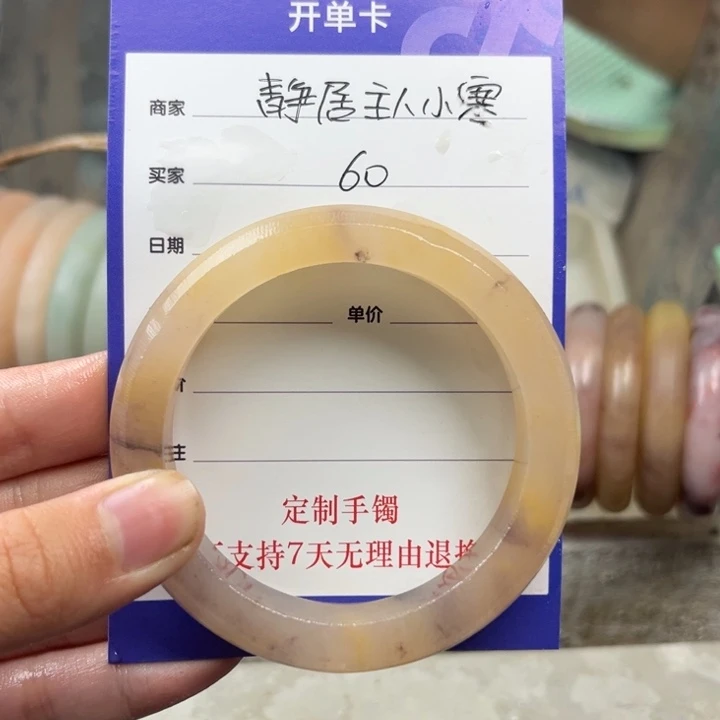 开单卡
商家 静居主人小寒
买家 60
日期
单价
定制手镯
支持7天无理由退